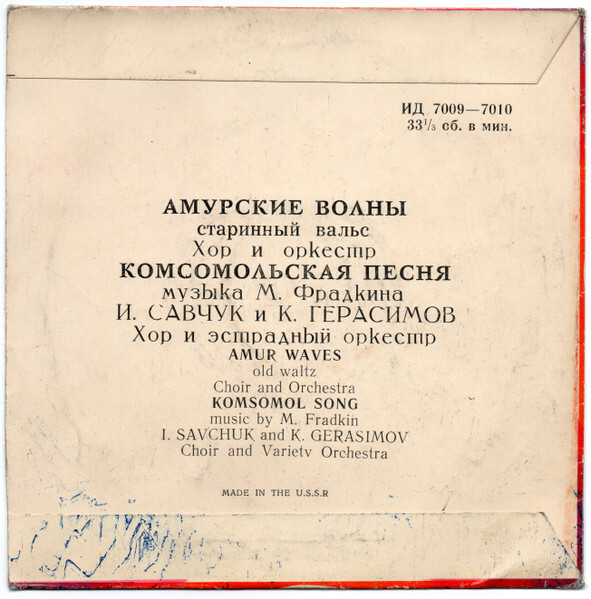 ИД 7009—7010
33⅓ сб. в мин.
АМУРСКИЕ ВОЛНЫ
старинный вальс
Хор и оркестр
КОМСОМОЛЬСКАЯ ПЕСНЯ
музыка М. Фрадкина
И. САВЧУК и К. ГЕРАСИМОВ
Хор и эстрадный оркестр
AMUR WAVES
old waltz
Choir and Orchestra
KOMSOMOL SONG
music by M. Fradkin
I. SAVCHUK and K. GERASIMOV
Choir and Variety Orchestra
MADE IN THE U.S.S.R